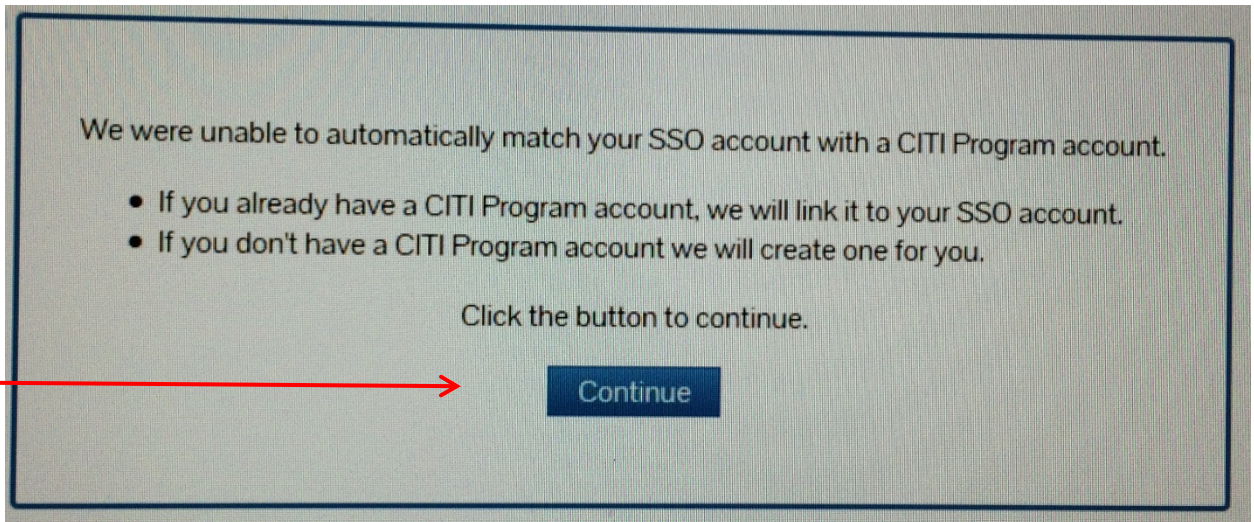 We were unable to automatically match your SSO account with a CITI Program account.
• If you already have a CITI Program account, we will link it to your SSO account.
• If you don't have a CITI Program account we will create one for you.
Click the button to continue.
Continue